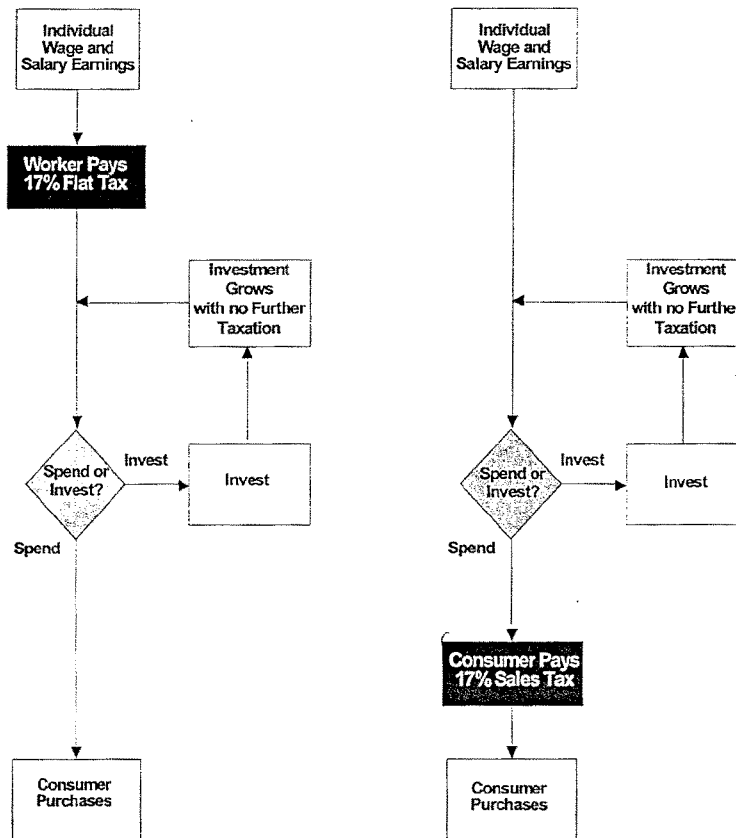 Individual
Wage and
Salary Earnings
Worker Pays
17% Flat Tax
Investment
Grows
with no Further
Taxation
Spend or
Invest?
Invest
Invest
Spend
Consumer
Purchases
Individual
Wage and
Salary Earnings
Investment
Grows
with no Further
Taxation
Spend or
Invest?
Invest
Invest
Spend
Consumer Pays
17% Sales Tax
Consumer
Purchases